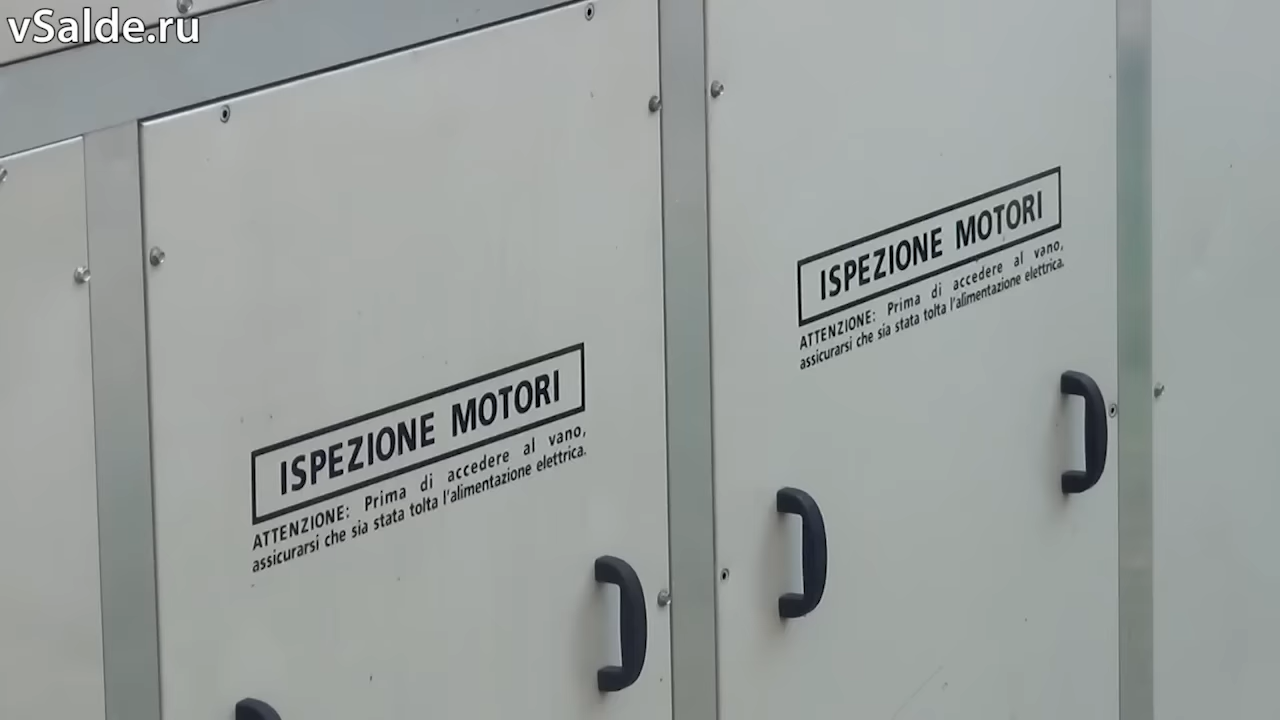 vSalde.ru
ISPEZIONE MOTORI
ATTENZIONE: Prima di accedere al vano,
assicurarsi che sia stata tolta l'alimentazione elettrica.
ISPEZIONE MOTORI
ATTENZIONE: Prima di accedere al vano,
assicurarsi che sia stata tolta l'alimentazione elettrica.